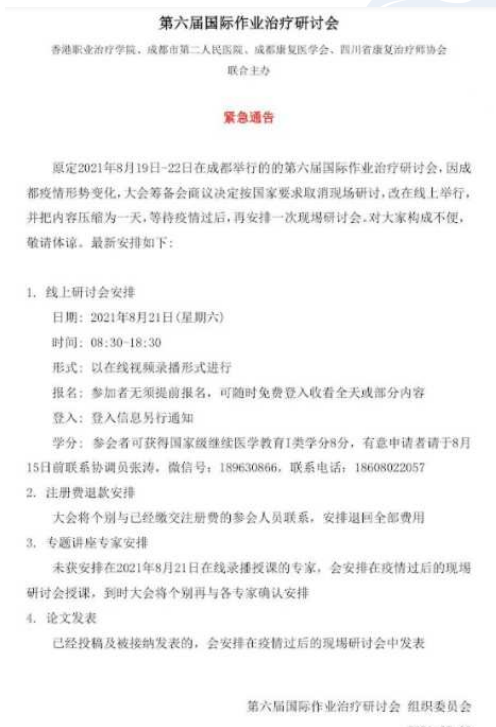 第六届国际作业治疗研讨会
香港职业治疗学院、成都市第二人民医院、成都康复医学会、四川省康复治疗师协会
联合主办
紧急通告
原定2021年8月19日-22日在成都举行的的第六届国际作业治疗研讨会,因成
都疫情形势变化,大会筹备会商议决定按国家要求取消现场研讨,改在线上举行,
并把内容压缩为一天,等待疫情过后,再安排一次现场研讨会。对大家构成不便,
敬请体谅。最新安排如下:
1. 线上研讨会安排
日期: 2021年8月21日(星期六)
时间: 08:30-18:30
形式: 以在线视频录播形式进行
报名: 参加者无须提前报名, 可随时免费登入收看全天或部分内容
登入: 登入信息另行通知
学分: 参会者可获得国家级继续医学教育I类学分8分, 有意申请者请于8月
15日前联系协调员张涛, 微信号: 189630866, 联系电话: 18608022057
2. 注册费退款安排
大会将个别与已经缴交注册费的参会人员联系, 安排退回全部费用
3. 专题讲座专家安排
未获安排在2021年8月21日在线录播授课的专家, 会安排在疫情过后的现场
研讨会授课, 到时大会将个别再与各专家确认安排
4. 论文发表
已经投稿及被接纳发表的, 会安排在疫情过后的现场研讨会中发表
第六届国际作业治疗研讨会 组织委员会